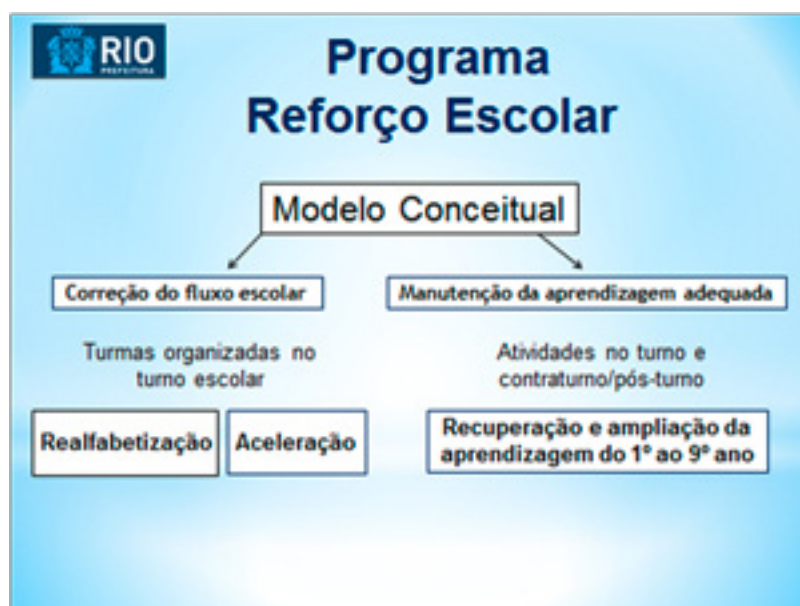 RIO
PREFEITURA
Programa
Reforço Escolar
Modelo Conceitual
Correção do fluxo escolar
Manutenção da aprendizagem adequada
Turmas organizadas no
turno escolar
Atividades no turno e
contraturno/pós-turno
Realfabetização
Aceleração
Recuperação e ampliação da
aprendizagem do 1º ao 9º ano